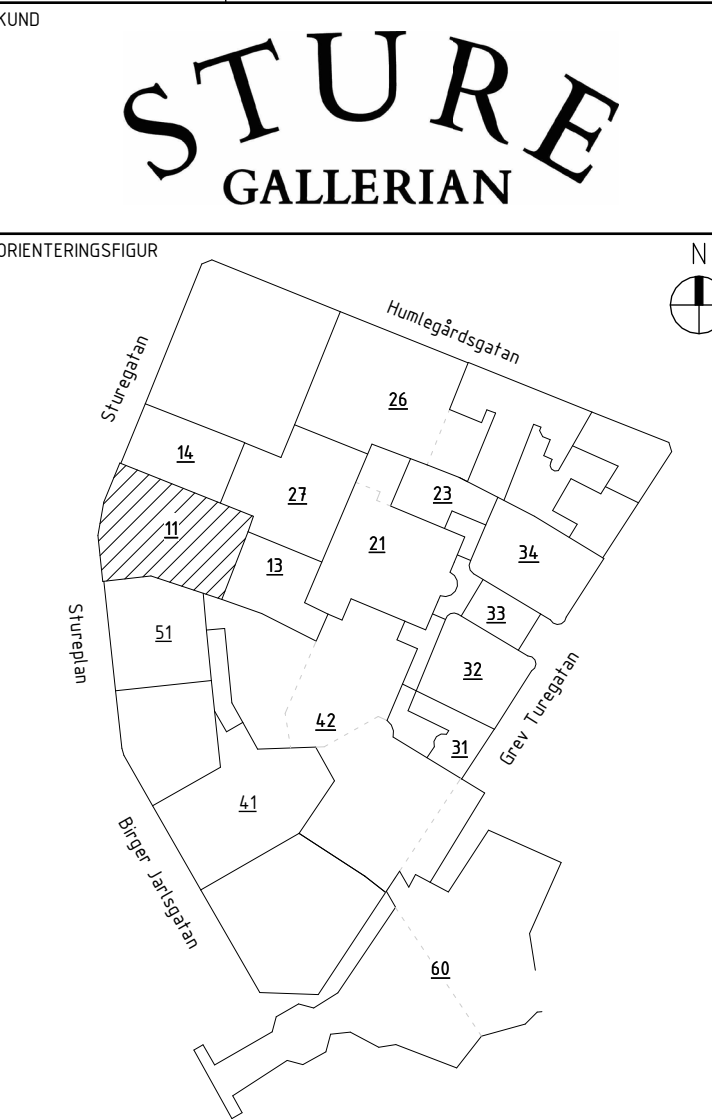 KUND
STURE
GALLERIAN
ORIENTERINGSFIGUR
N
Humlegårdsgatan
Sturegatan
26
14
27
23
11
21
34
13
33
51
Stureplan
32
42
Grev Turegatan
31
41
Birger Jarlsgatan
60